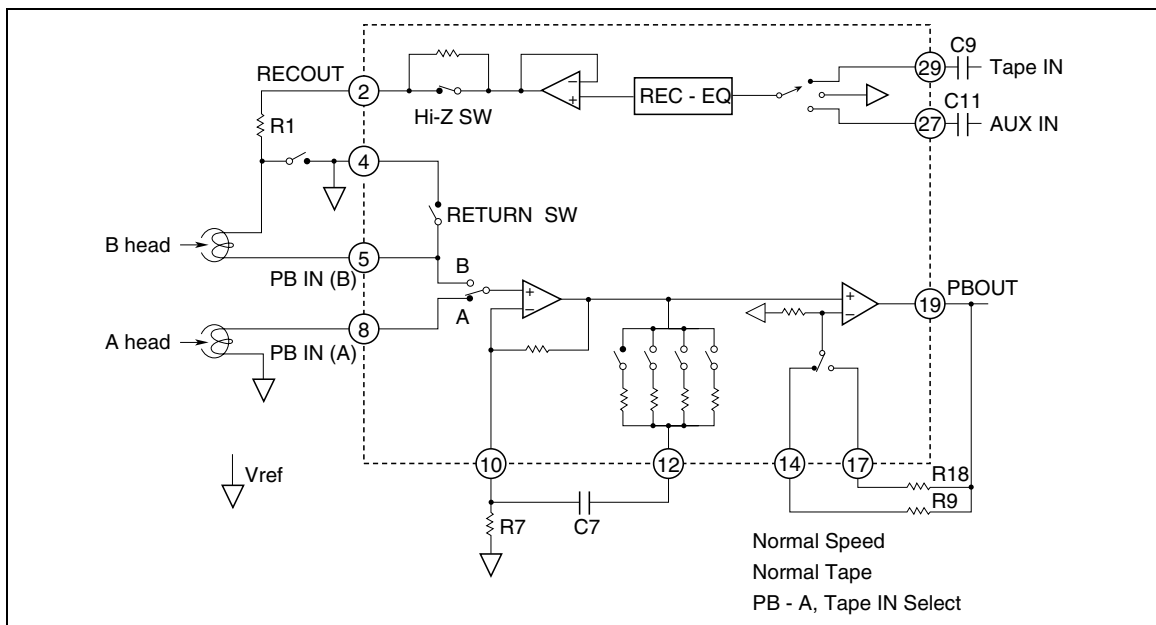 RECOUT
2
Hi-Z SW
−
+
REC - EQ
29
C9
Tape IN
C11
27
AUX IN
R1
4
RETURN SW
B head
5
PB IN (B)
B
A
+
−
A head
8
PB IN (A)
+
−
19
PBOUT
10
12
14
17
R18
R9
Vref
R7
C7
Normal Speed
Normal Tape
PB - A, Tape IN Select